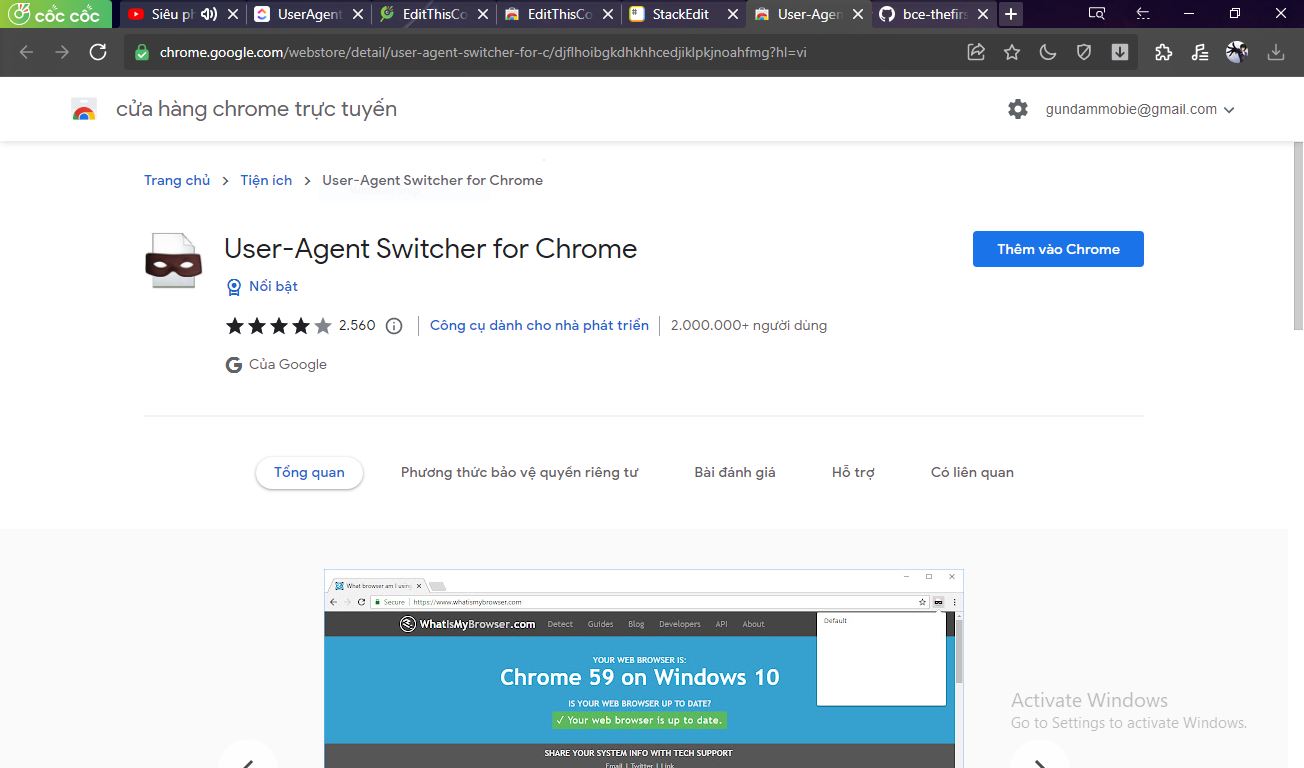 cốc cốc
Siêu ph
UserAgent
EditThisCo
EditThisCo
StackEdit
User-Agen
bce-thefirs
chrome.google.com/webstore/detail/user-agent-switcher-for-c/djflhoibgkdhkhhcedjiklpkjnoahfmg?hl=vi
cửa hàng chrome trực tuyến
gundammobie@gmail.com
Trang chủ > Tiện ích > User-Agent Switcher for Chrome
User-Agent Switcher for Chrome
Thêm vào Chrome
Nổi bật
2.560
Công cụ dành cho nhà phát triển
2.000.000+ người dùng
Của Google
Tổng quan
Phương thức bảo vệ quyền riêng tư
Bài đánh giá
Hỗ trợ
Có liên quan
What browser am I using
Secure
https://www.whatismybrowser.com
WhatIsMyBrowser.com
Detect
Guides
Blog
Developers
API
About
Default
YOUR WEB BROWSER IS:
Chrome 59 on Windows 10
IS YOUR WEB BROWSER UP TO DATE?
✓ Your web browser is up to date.
SHARE YOUR SYSTEM INFO WITH TECH SUPPORT
Email | Twitter | Link
Activate Windows
Go to Settings to activate Windows.